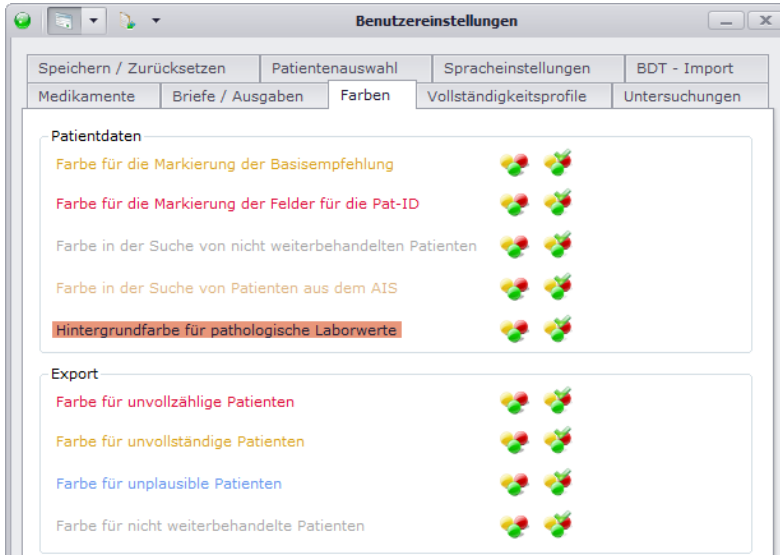 Benutzereinstellungen
Speichern / Zurücksetzen Patientenauswahl Spracheinstellungen BDT - Import
Medikamente Briefe / Ausgaben Farben Vollständigkeitsprofile Untersuchungen
Patientdaten
Farbe für die Markierung der Basisempfehlung
Farbe für die Markierung der Felder für die Pat-ID
Farbe in der Suche von nicht weiterbehandelten Patienten
Farbe in der Suche von Patienten aus dem AIS
Hintergrundfarbe für pathologische Laborwerte
Export
Farbe für unvollzählige Patienten
Farbe für unvollständige Patienten
Farbe für unplausible Patienten
Farbe für nicht weiterbehandelte Patienten